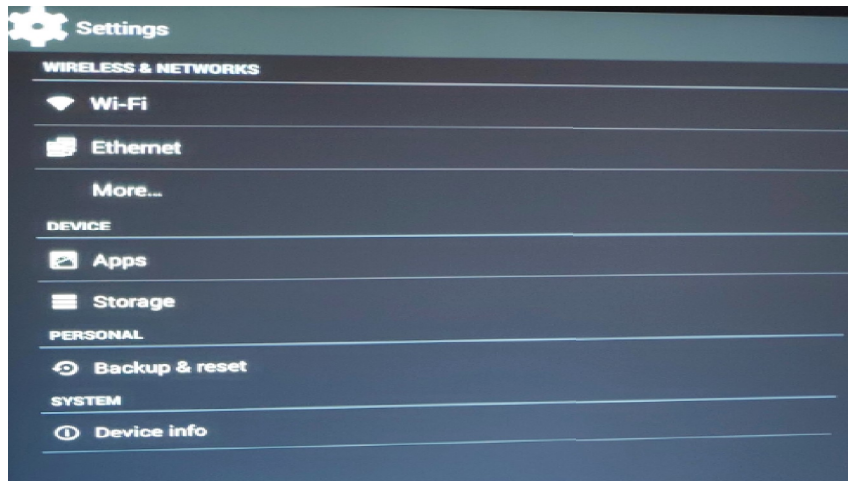 Settings
WIRELESS & NETWORKS
Wi-Fi
Ethernet
More...
DEVICE
Apps
Storage
PERSONAL
Backup & reset
SYSTEM
Device info